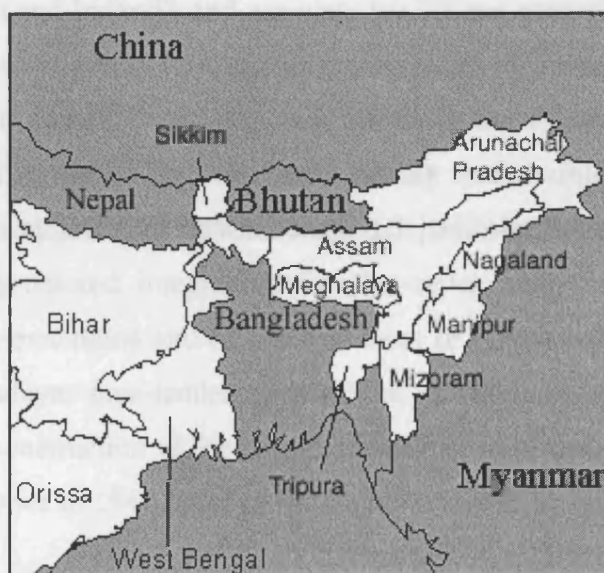 China
Sikkim
Arunachal
Pradesh
Nepal
Bhutan
Assam
Nagaland
Meghalaya
Bihar
Bangladesh
Manipur
Mizoram
Orissa
Tripura
Myanmar
West Bengal